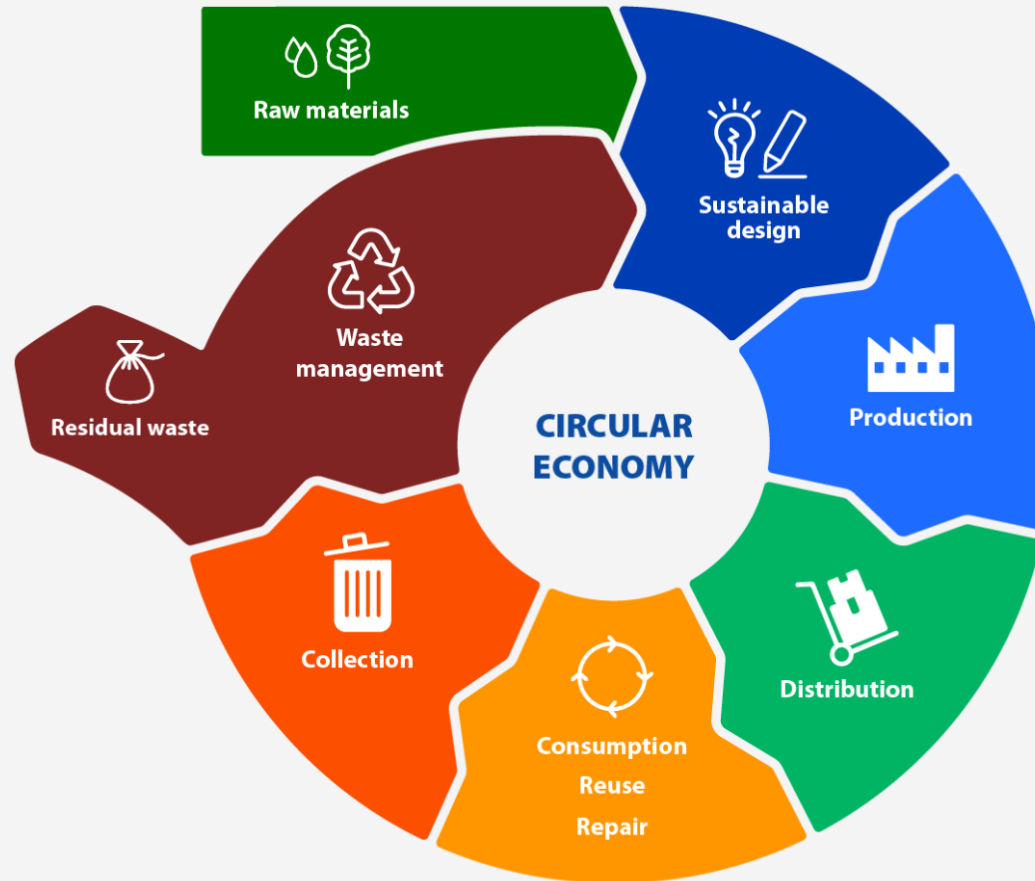 Raw materials
Sustainable
design
Production
Distribution
Consumption
Reuse
Repair
Collection
Waste
management
Residual waste
CIRCULAR
ECONOMY